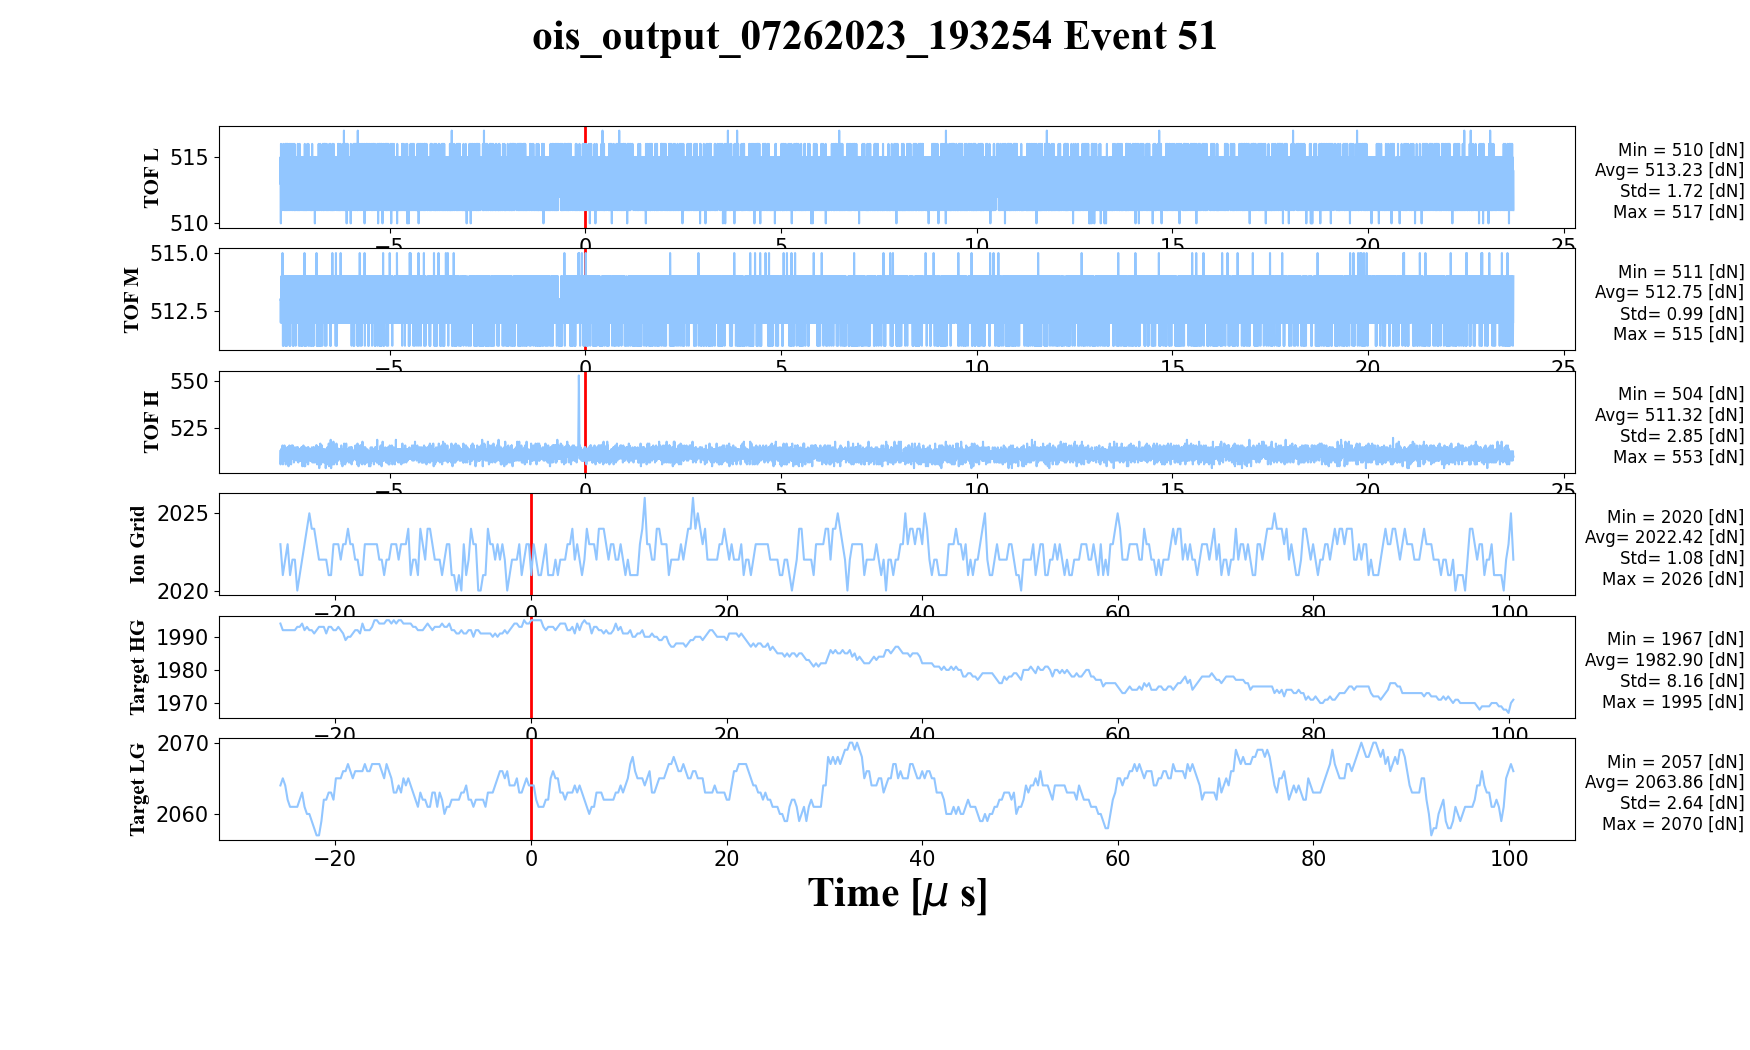 ois_output_07262023_193254 Event 51
TOF L
515
510
−5 0 5 10 15 20 25
Min = 510 [dN]
Avg= 513.23 [dN]
Std= 1.72 [dN]
Max = 517 [dN]
TOF M
515.0
512.5
−5 0 5 10 15 20 25
Min = 511 [dN]
Avg= 512.75 [dN]
Std= 0.99 [dN]
Max = 515 [dN]
TOF H
550
525
−5 0 5 10 15 20 25
Min = 504 [dN]
Avg= 511.32 [dN]
Std= 2.85 [dN]
Max = 553 [dN]
Ion Grid
2025
2020
−20 0 20 40 60 80 100
Min = 2020 [dN]
Avg= 2022.42 [dN]
Std= 1.08 [dN]
Max = 2026 [dN]
Target HG
1990
1980
1970
−20 0 20 40 60 80 100
Min = 1967 [dN]
Avg= 1982.90 [dN]
Std= 8.16 [dN]
Max = 1995 [dN]
Target LG
2070
2060
−20 0 20 40 60 80 100
Min = 2057 [dN]
Avg= 2063.86 [dN]
Std= 2.64 [dN]
Max = 2070 [dN]
Time [μ s]